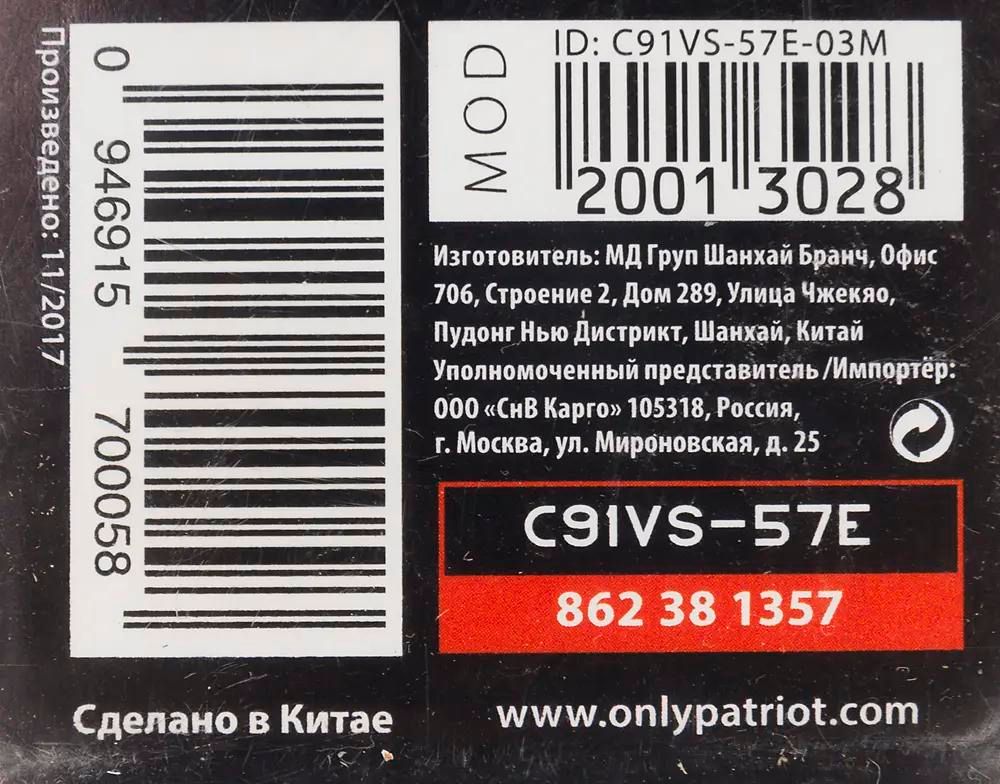 Произведено: 11/2017
0 946915 700058
MOD
ID: C91VS-57E-03M
2001 3028
Изготовитель: МД Груп Шанхай Бранч, Офис
706, Строение 2, Дом 289, Улица Чжекяо,
Пудонг Нью Дистрикт, Шанхай, Китай
Уполномоченный представитель /Импортёр:
ООО «СнВ Карго» 105318, Россия,
г. Москва, ул. Мироновская, д. 25
C91VS-57E
862 38 1357
Сделано в Китае
www.onlypatriot.com